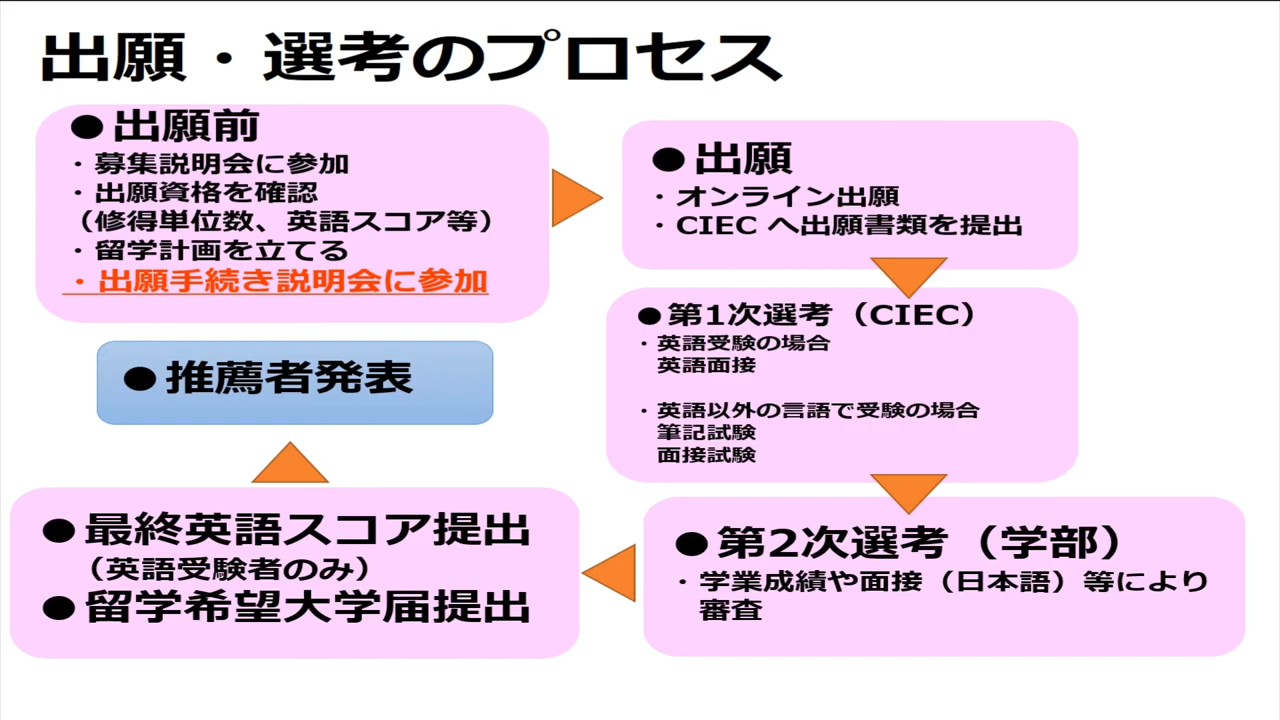 出願・選考のプロセス
●出願前
・募集説明会に参加
・出願資格を確認
（修得単位数、英語スコア等）
・留学計画を立てる
・出願手続き説明会に参加
●出願
・オンライン出願
・CIEC へ出願書類を提出
●第1次選考（CIEC）
・英語受験の場合
英語面接
・英語以外の言語で受験の場合
筆記試験
面接試験
●第2次選考（学部）
・学業成績や面接（日本語）等により
審査
●最終英語スコア提出
（英語受験者のみ）
●留学希望大学届提出
●推薦者発表